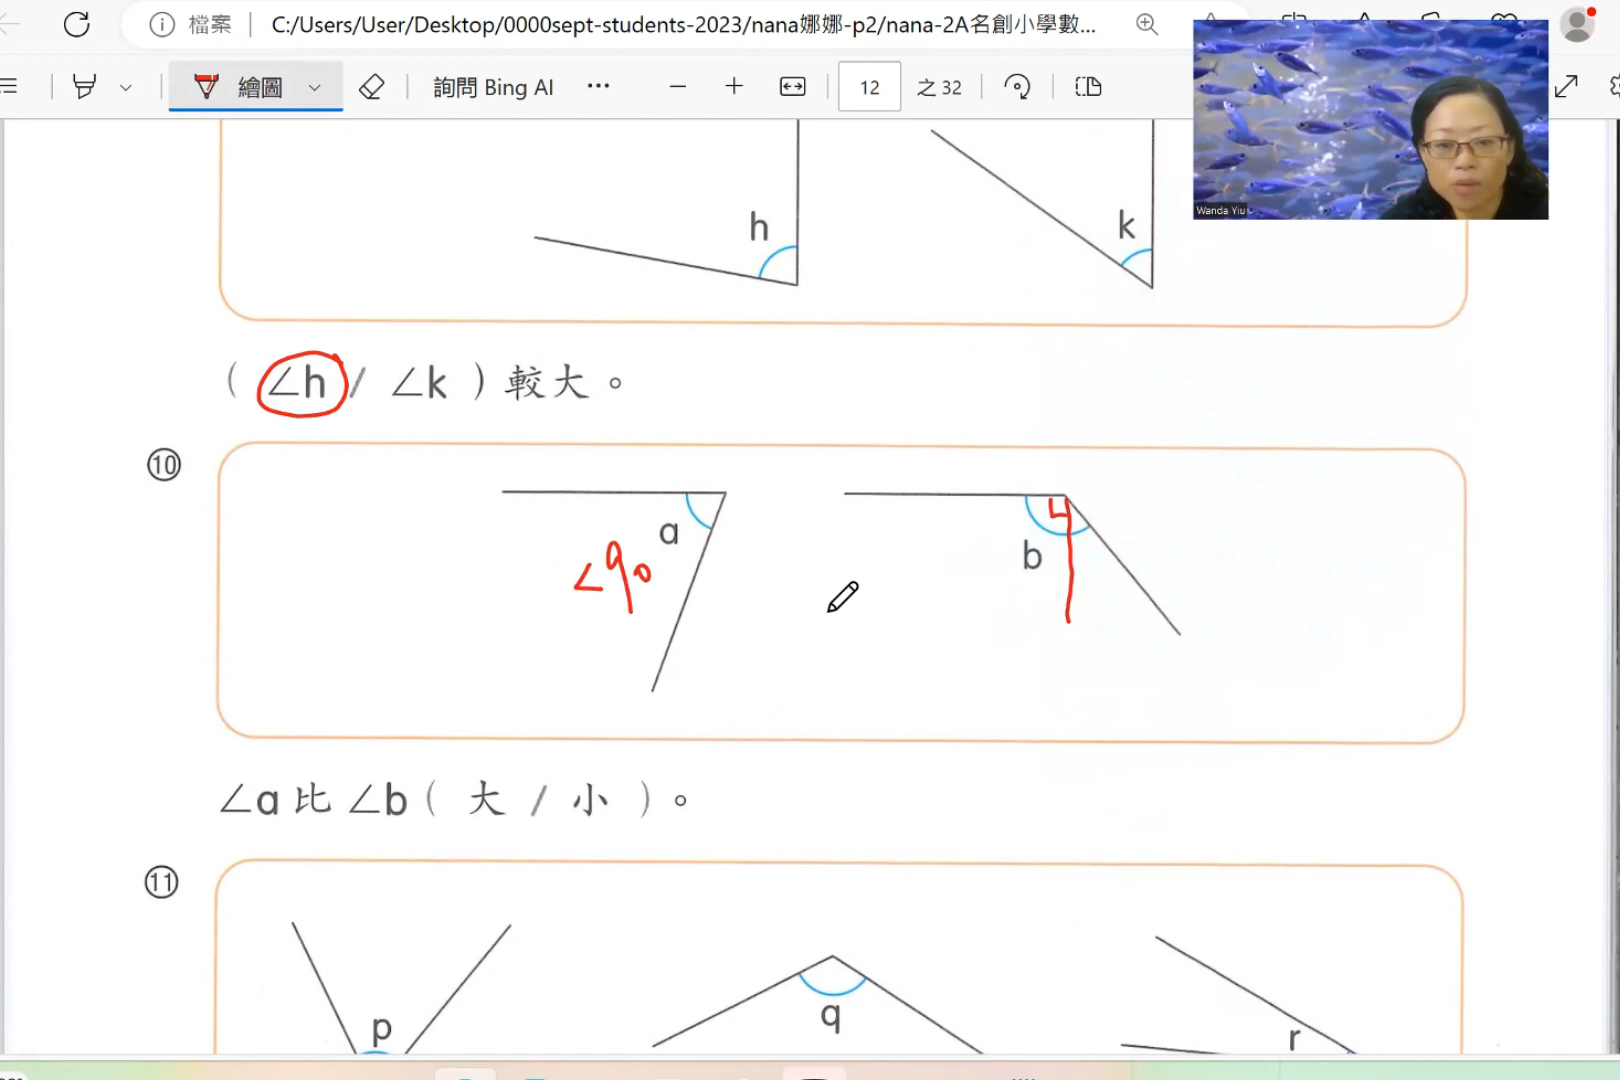 檔案
C:/Users/User/Desktop/0000sept-students-2023/nana娜娜-p2/nana-2A名創小學數...
繪圖
詢問 Bing AI
12
之 32
Wanda Yiu
h
k
( ∠h / ∠k ) 較大。
⑩
a
<90
b
∠a 比 ∠b ( 大 / 小 )。
⑪
p
q
r